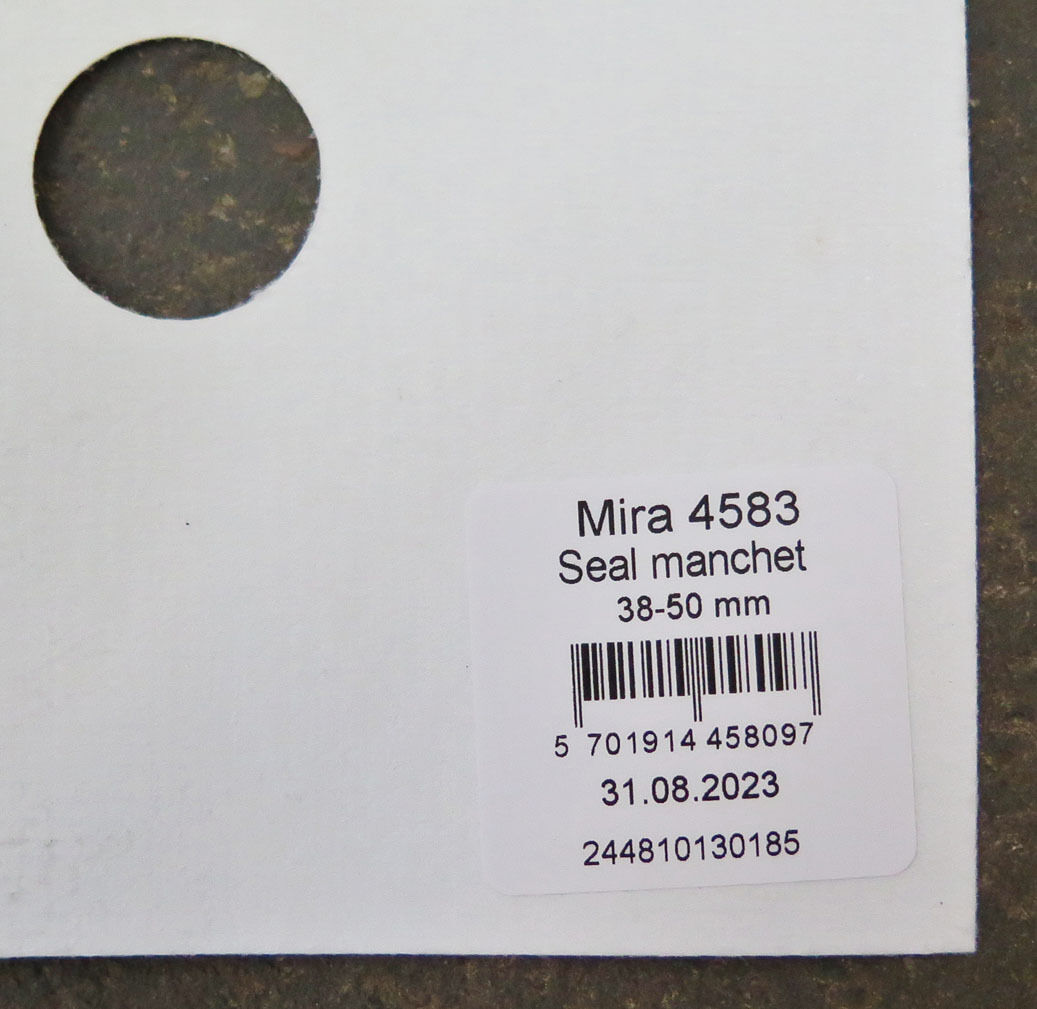 Mira 4583
Seal manchet
38-50 mm
5 701914 458097
31.08.2023
244810130185